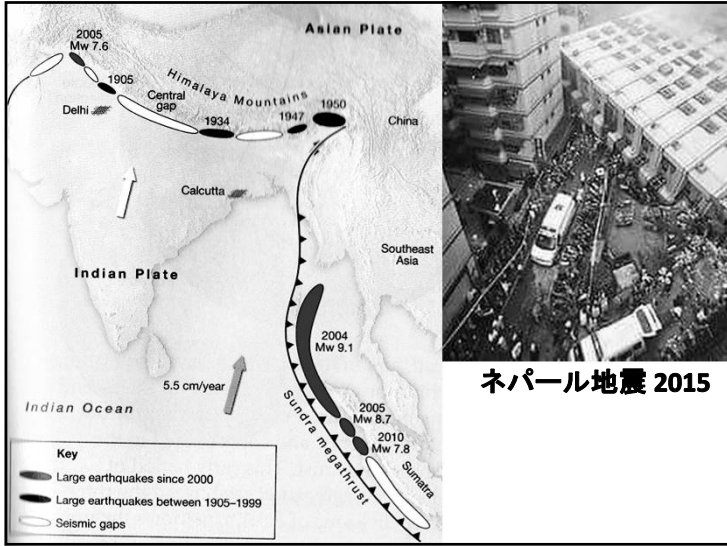 2005
Mw 7.6
Asian Plate
1905
Himalaya Mountains
Delhi
Central
gap
1934
1947
1950
China
Calcutta
Southeast
Asia
Indian Plate
2004
Mw 9.1
5.5 cm/year
Indian Ocean
Sundra megathrust
2005
Mw 8.7
2010
Mw 7.8
Sumatra
Key
Large earthquakes since 2000
Large earthquakes between 1905–1999
Seismic gaps
ネパール地震 2015